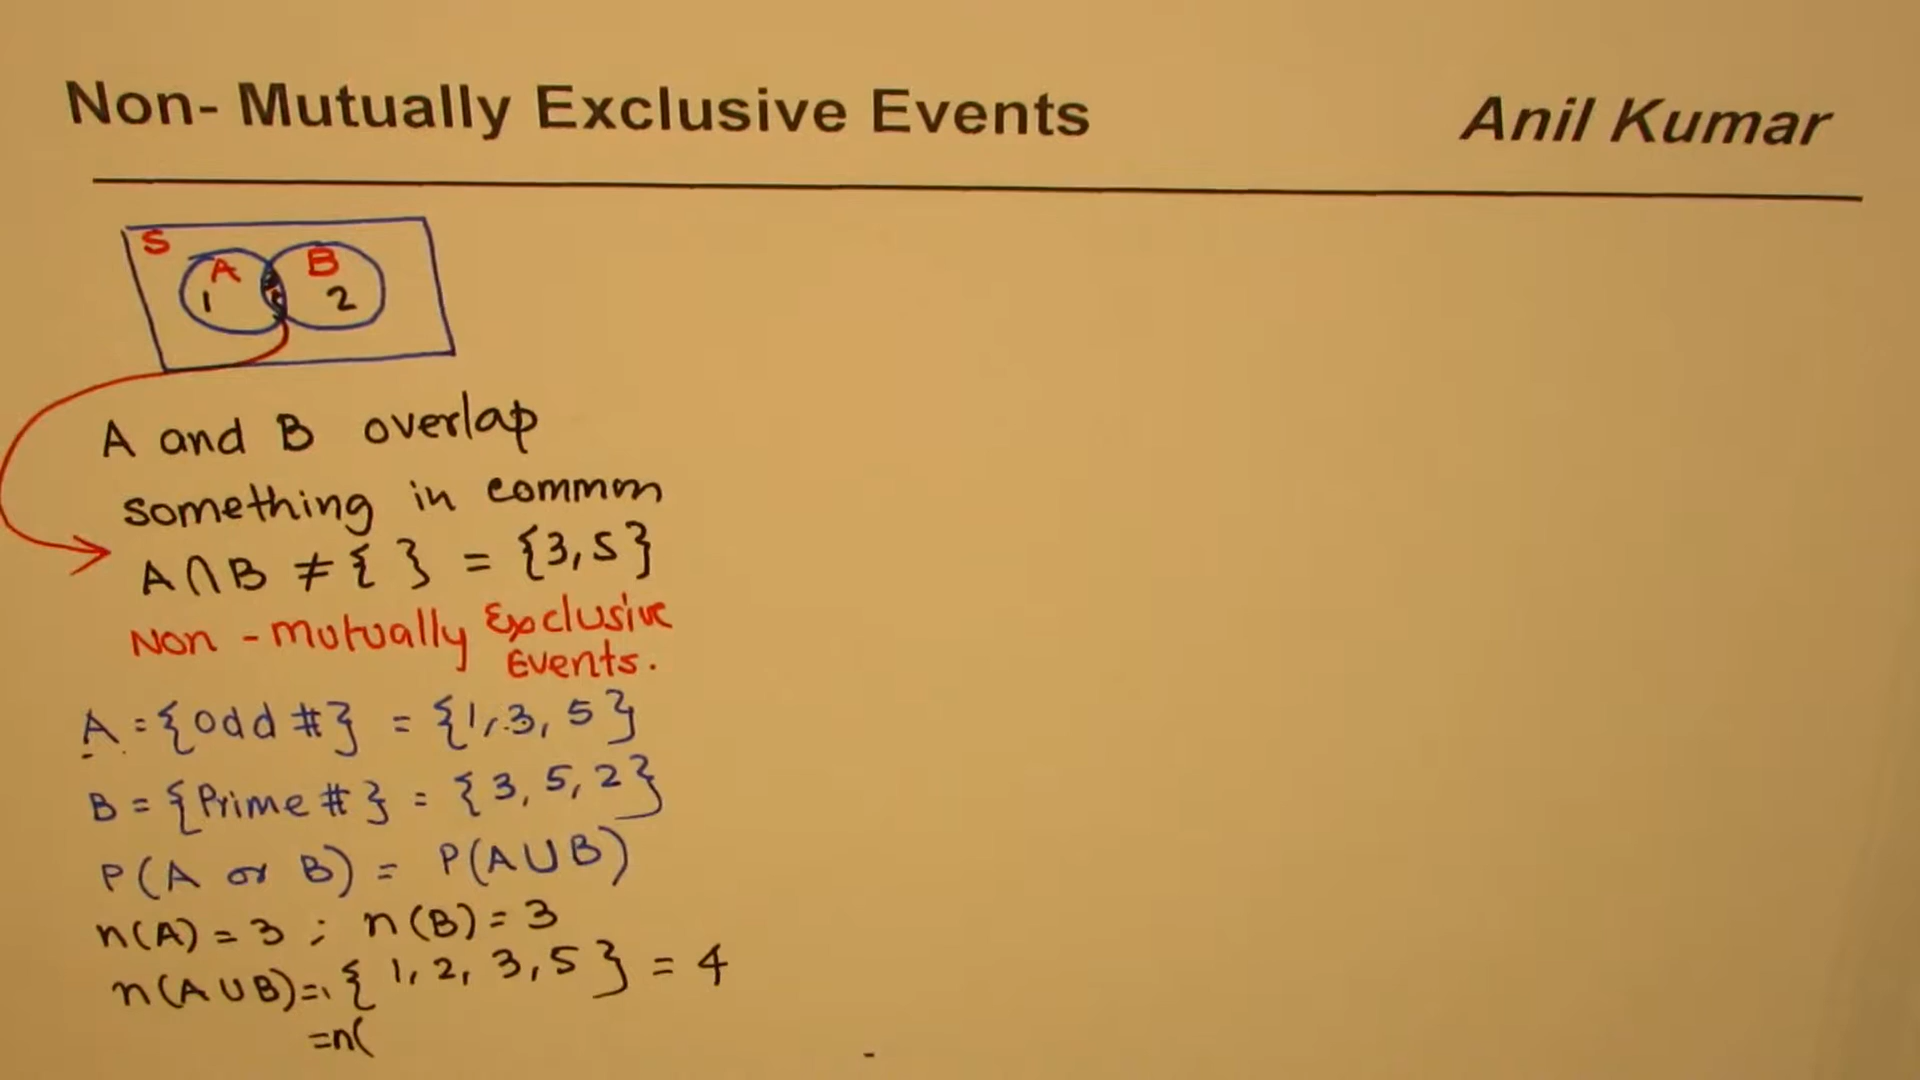 Non- Mutually Exclusive Events Anil Kumar
S
A B
1 2
A and B overlap
something in common
A∩B ≠ { } = {3,5}
Non - mutually Exclusive
Events.
A = {odd #} = {1, 3, 5}
B = {Prime #} = {3, 5, 2}
P(A or B) = P(A∪B)
n(A) = 3 ; n(B) = 3
n(A∪B) = { 1, 2, 3, 5 } = 4
=n(